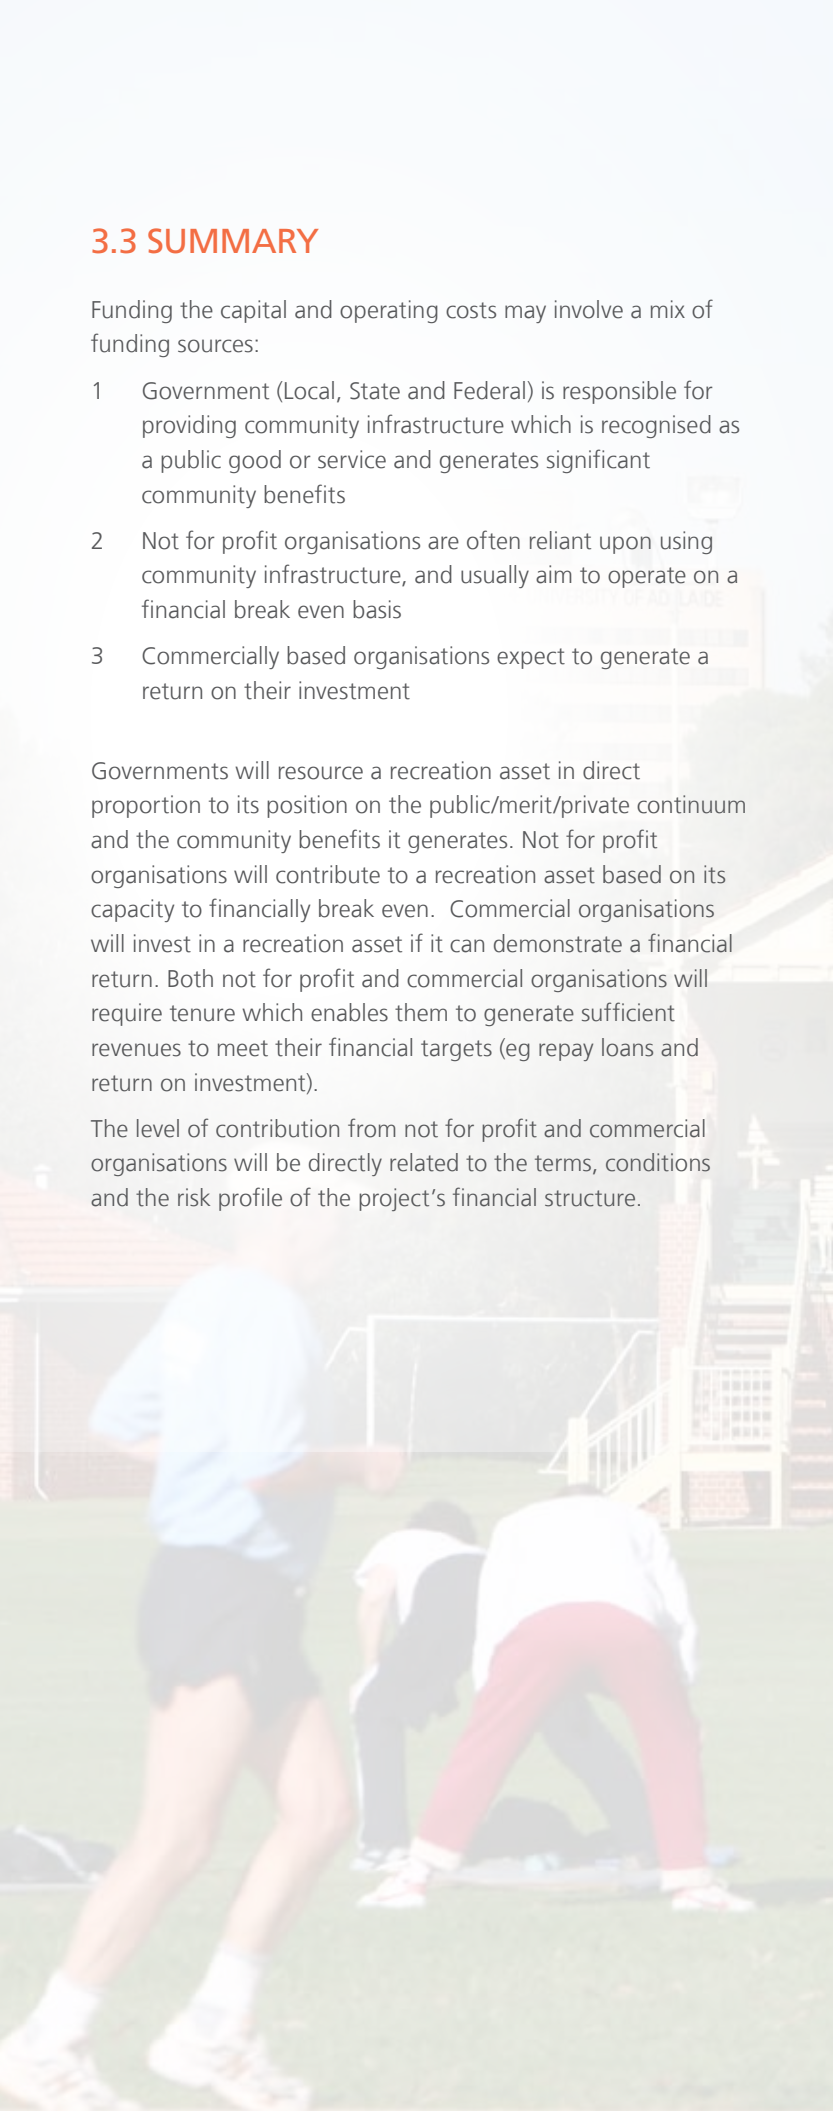 3.3 SUMMARY
Funding the capital and operating costs may involve a mix of
funding sources:
1 Government (Local, State and Federal) is responsible for
providing community infrastructure which is recognised as
a public good or service and generates significant
community benefits
2 Not for profit organisations are often reliant upon using
community infrastructure, and usually aim to operate on a
financial break even basis
3 Commercially based organisations expect to generate a
return on their investment
Governments will resource a recreation asset in direct
proportion to its position on the public/merit/private continuum
and the community benefits it generates. Not for profit
organisations will contribute to a recreation asset based on its
capacity to financially break even.  Commercial organisations
will invest in a recreation asset if it can demonstrate a financial
return. Both not for profit and commercial organisations will
require tenure which enables them to generate sufficient
revenues to meet their financial targets (eg repay loans and
return on investment).
The level of contribution from not for profit and commercial
organisations will be directly related to the terms, conditions
and the risk profile of the project’s financial structure.
UNIVERSITY OF ADELAIDE